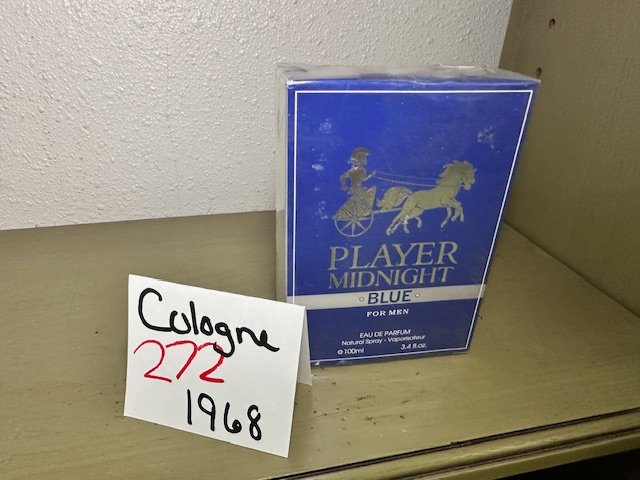 PLAYER
MIDNIGHT
· BLUE ·
FOR MEN
EAU DE PARFUM
Natural Spray - Vaporisateur
e 100ml 3.4 fl.oz.
Cologne
272
1968